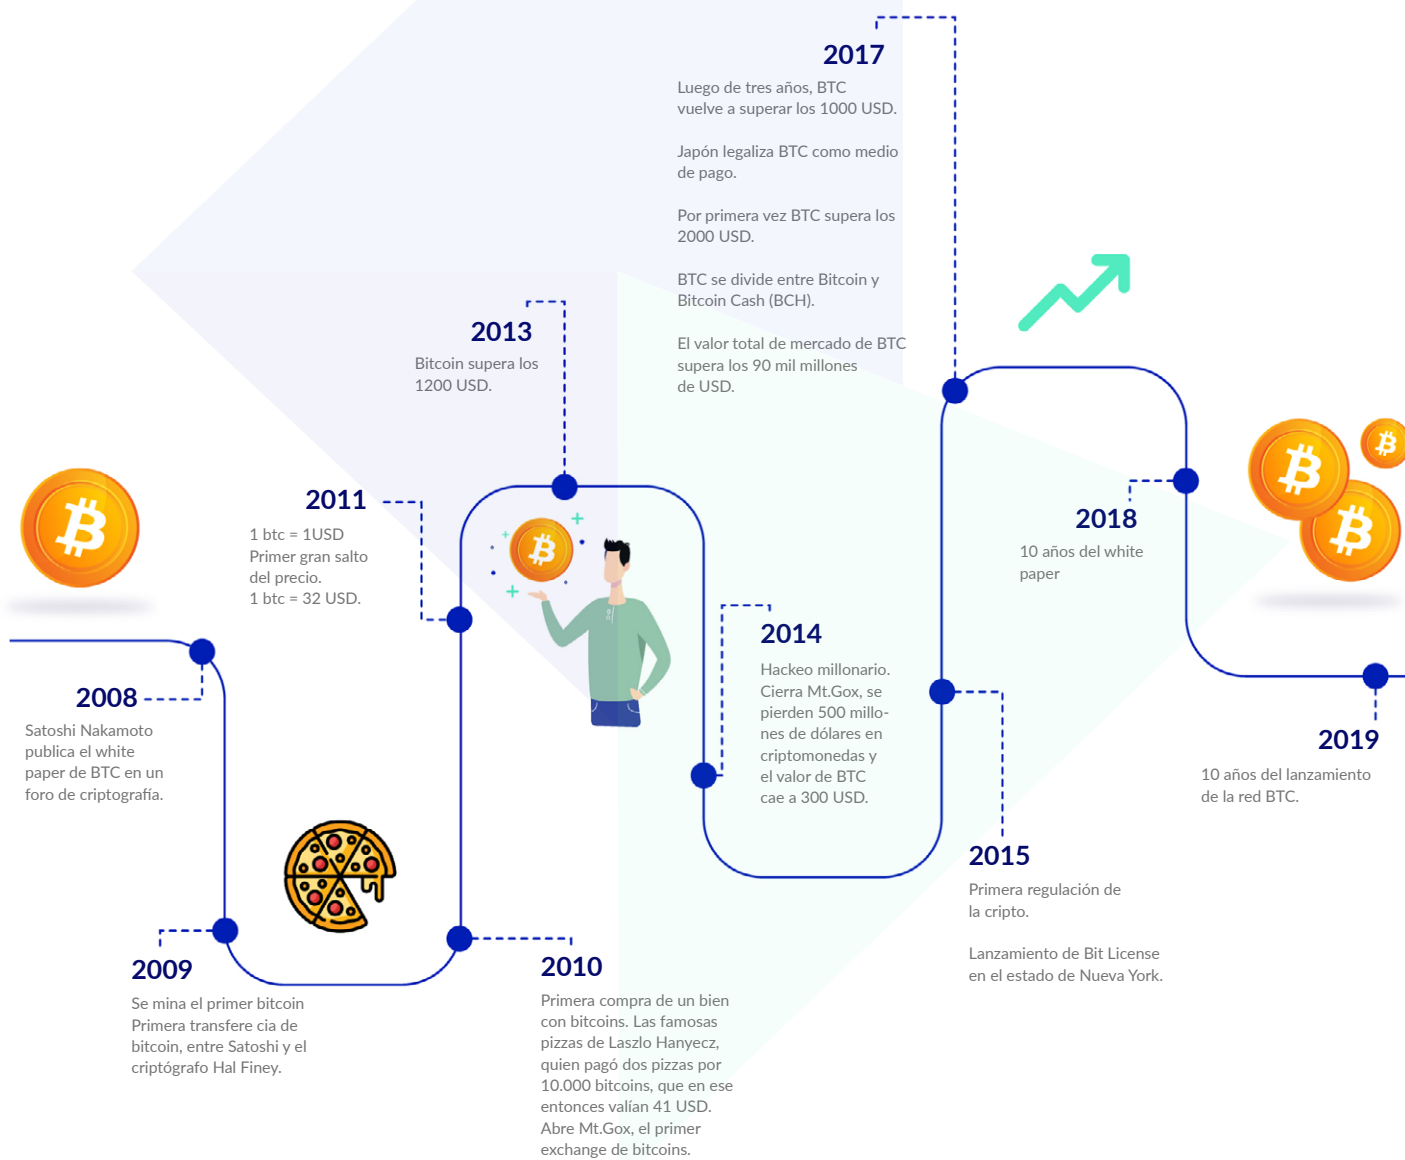 2008
Satoshi Nakamoto
publica el white
paper de BTC en un
foro de criptografía.
2009
Se mina el primer bitcoin
Primera transfere cia de
bitcoin, entre Satoshi y el
criptógrafo Hal Finey.
2010
Primera compra de un bien
con bitcoins. Las famosas
pizzas de Laszlo Hanyecz,
quien pagó dos pizzas por
10.000 bitcoins, que en ese
entonces valían 41 USD.
Abre Mt.Gox, el primer
exchange de bitcoins.
2011
1 btc = 1USD
Primer gran salto
del precio.
1 btc = 32 USD.
2013
Bitcoin supera los
1200 USD.
2014
Hackeo millonario.
Cierra Mt.Gox, se
pierden 500 millo-
nes de dólares en
criptomonedas y
el valor de BTC
cae a 300 USD.
2015
Primera regulación de
la cripto.
Lanzamiento de Bit License
en el estado de Nueva York.
2017
Luego de tres años, BTC
vuelve a superar los 1000 USD.
Japón legaliza BTC como medio
de pago.
Por primera vez BTC supera los
2000 USD.
BTC se divide entre Bitcoin y
Bitcoin Cash (BCH).
El valor total de mercado de BTC
supera los 90 mil millones
de USD.
2018
10 años del white
paper
2019
10 años del lanzamiento
de la red BTC.